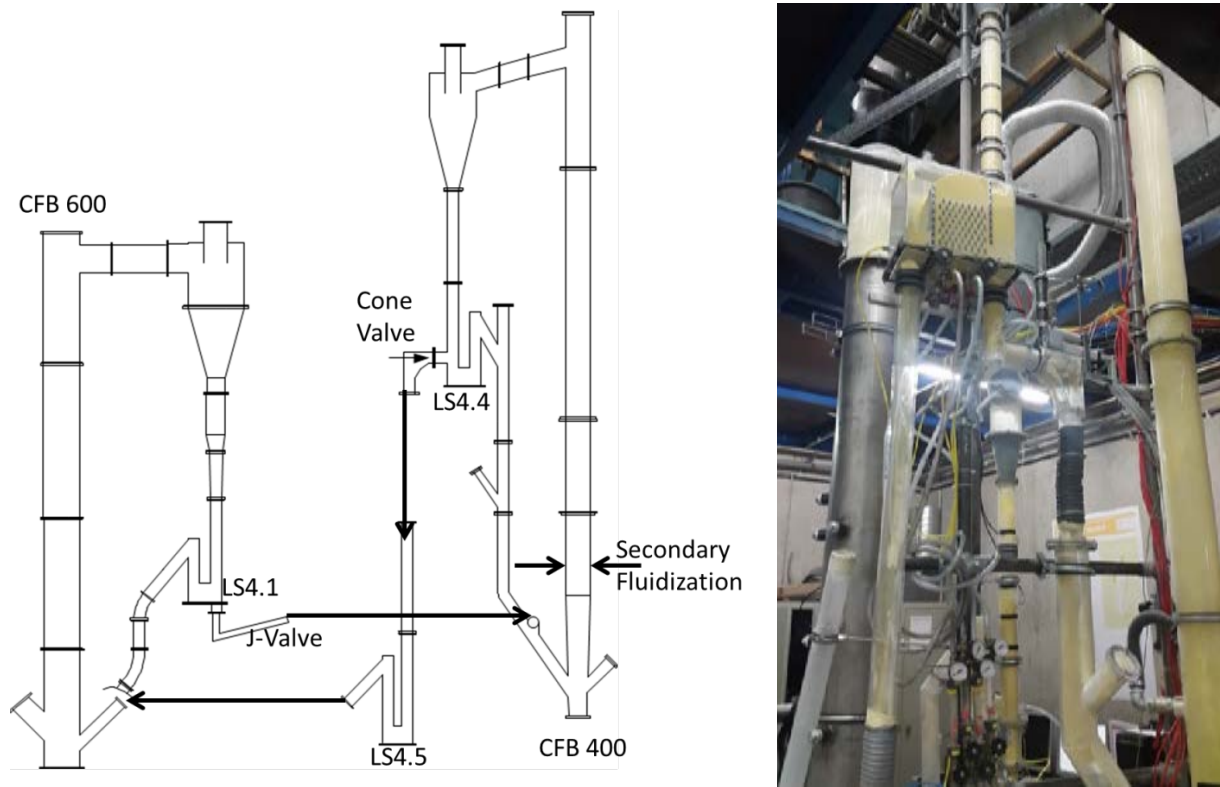 CFB 600
Cone
Valve
LS4.4
Secondary
Fluidization
LS4.1
J-Valve
LS4.5
CFB 400